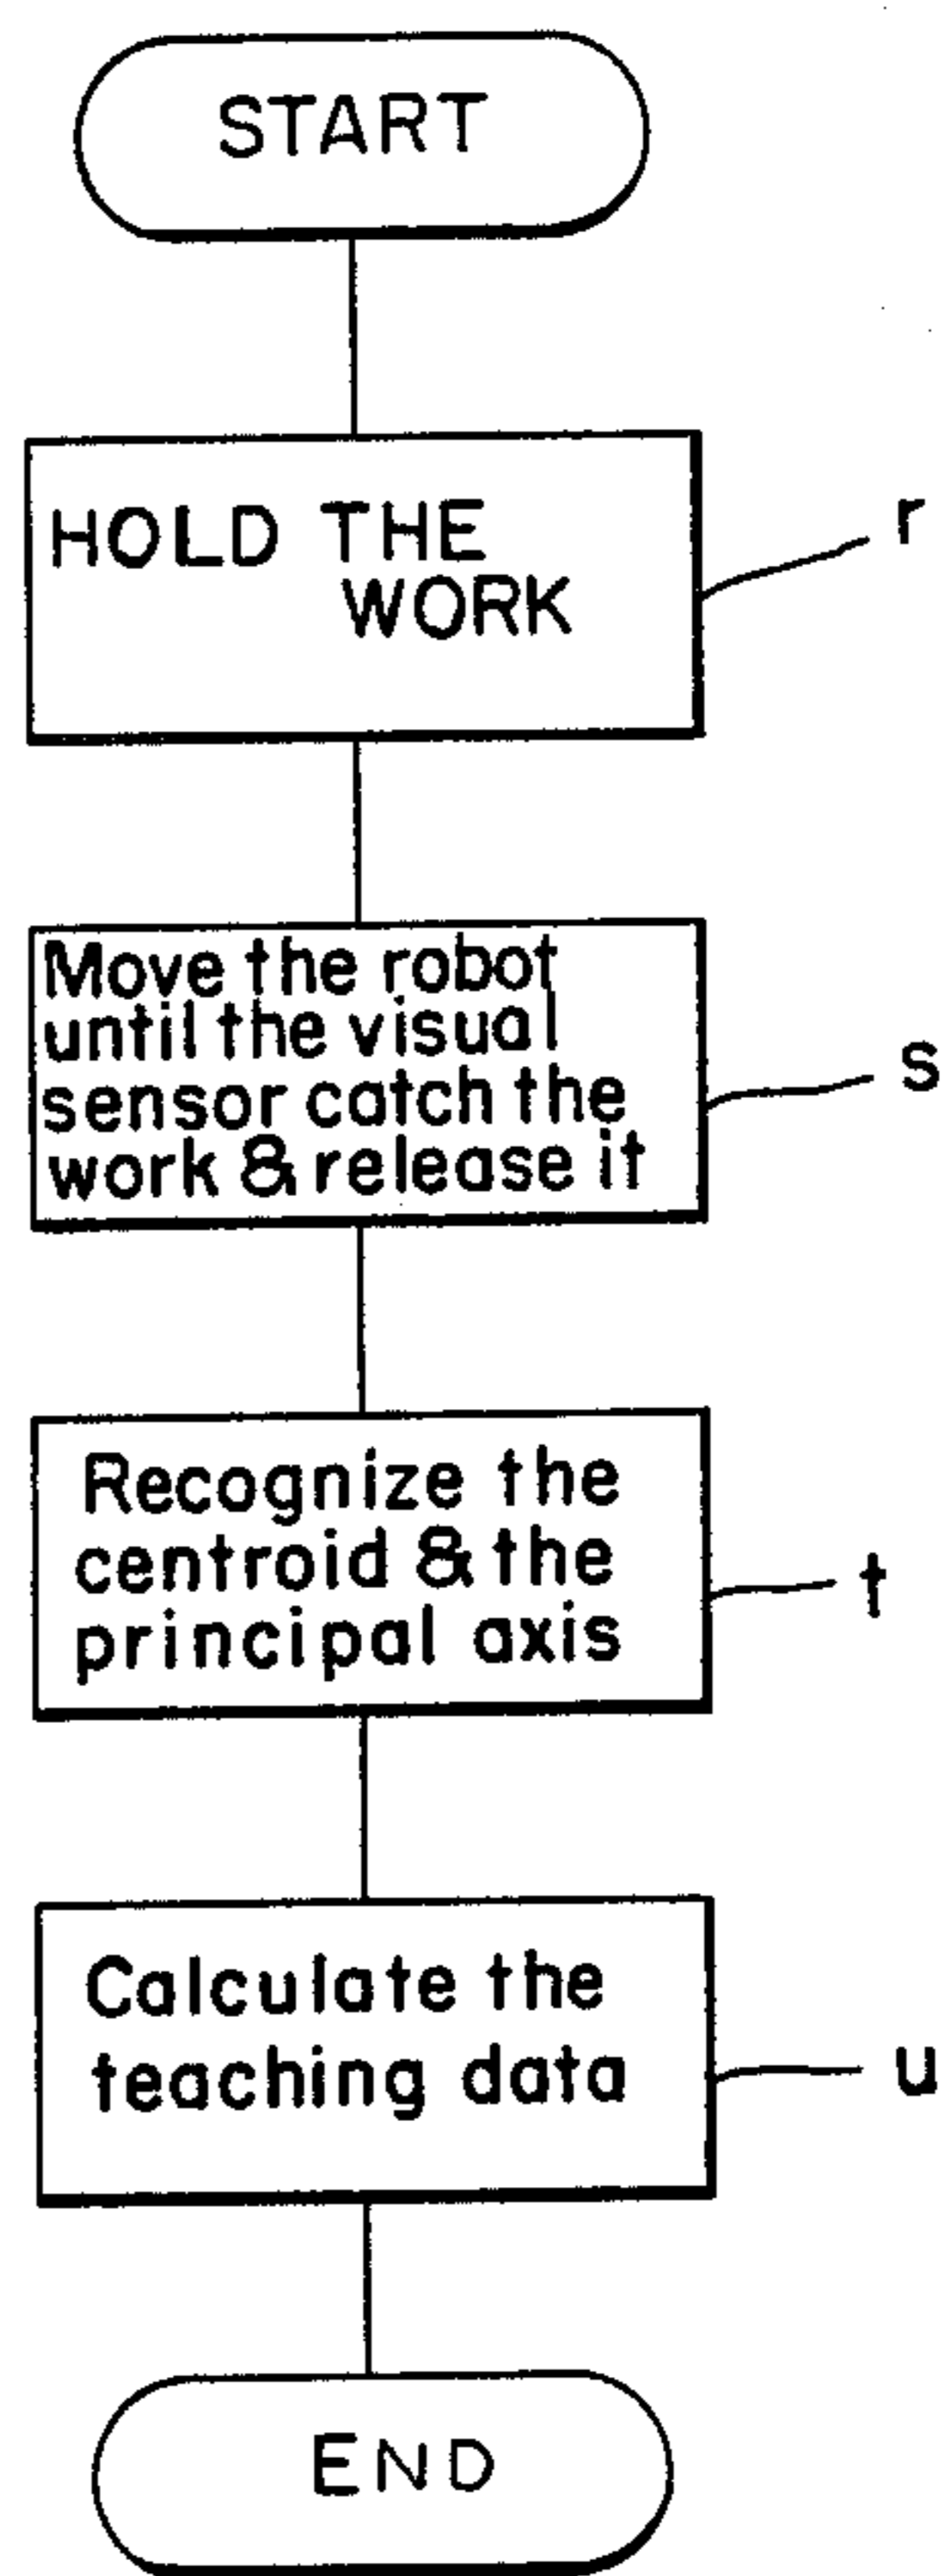 START
HOLD THE
WORK
r
Move the robot
until the visual
sensor catch the
work & release it
s
Recognize the
centroid & the
principal axis
t
Calculate the
teaching data
u
END